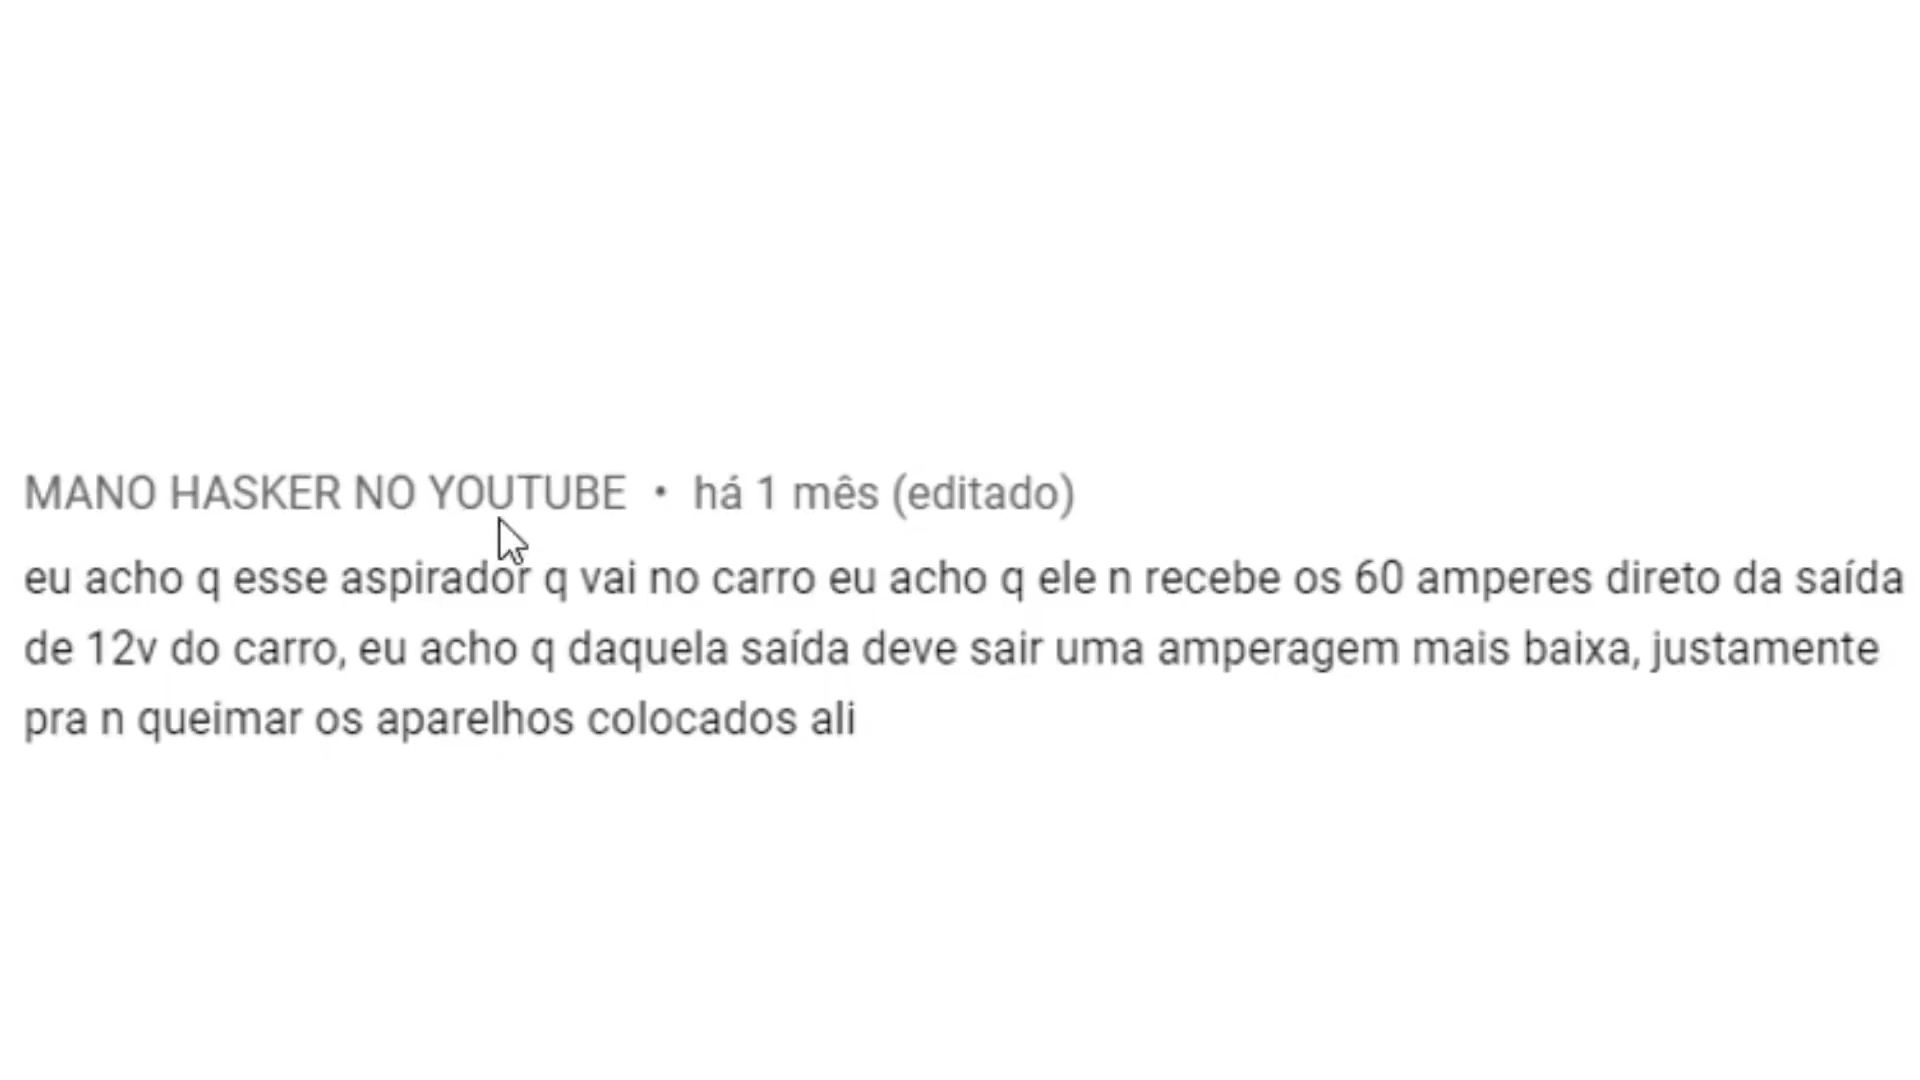 MANO HASKER NO YOUTUBE • há 1 mês (editado)
eu acho q esse aspirador q vai no carro eu acho q ele n recebe os 60 amperes direto da saída
de 12v do carro, eu acho q daquela saída deve sair uma amperagem mais baixa, justamente
pra n queimar os aparelhos colocados ali